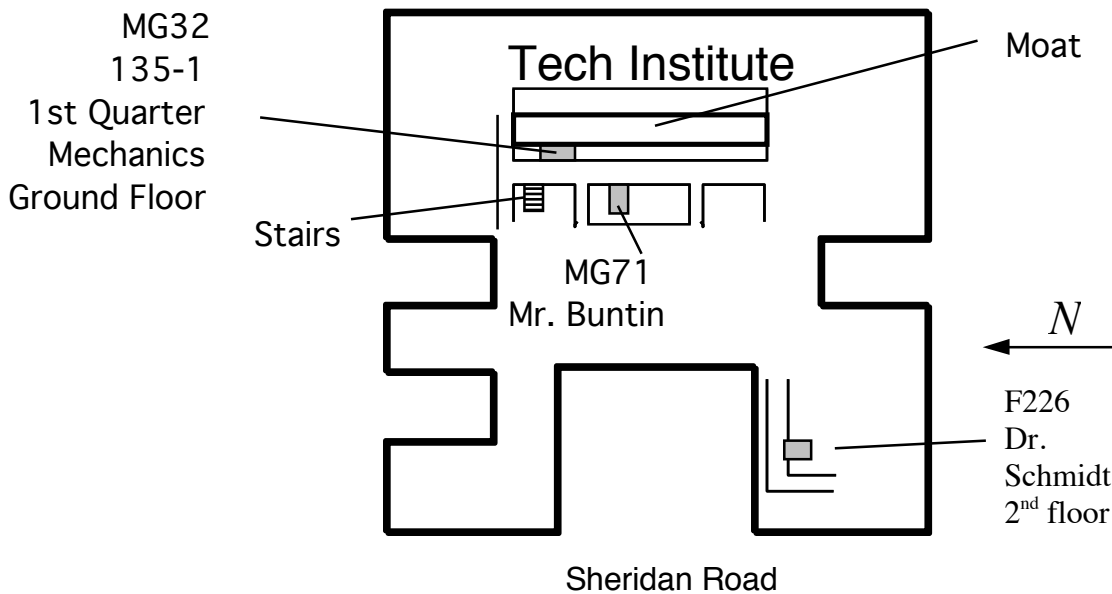 MG32
135-1
1st Quarter
Mechanics
Ground Floor
Tech Institute
Moat
Stairs
MG71
Mr. Buntin
N
F226
Dr.
Schmidt
2nd floor
Sheridan Road